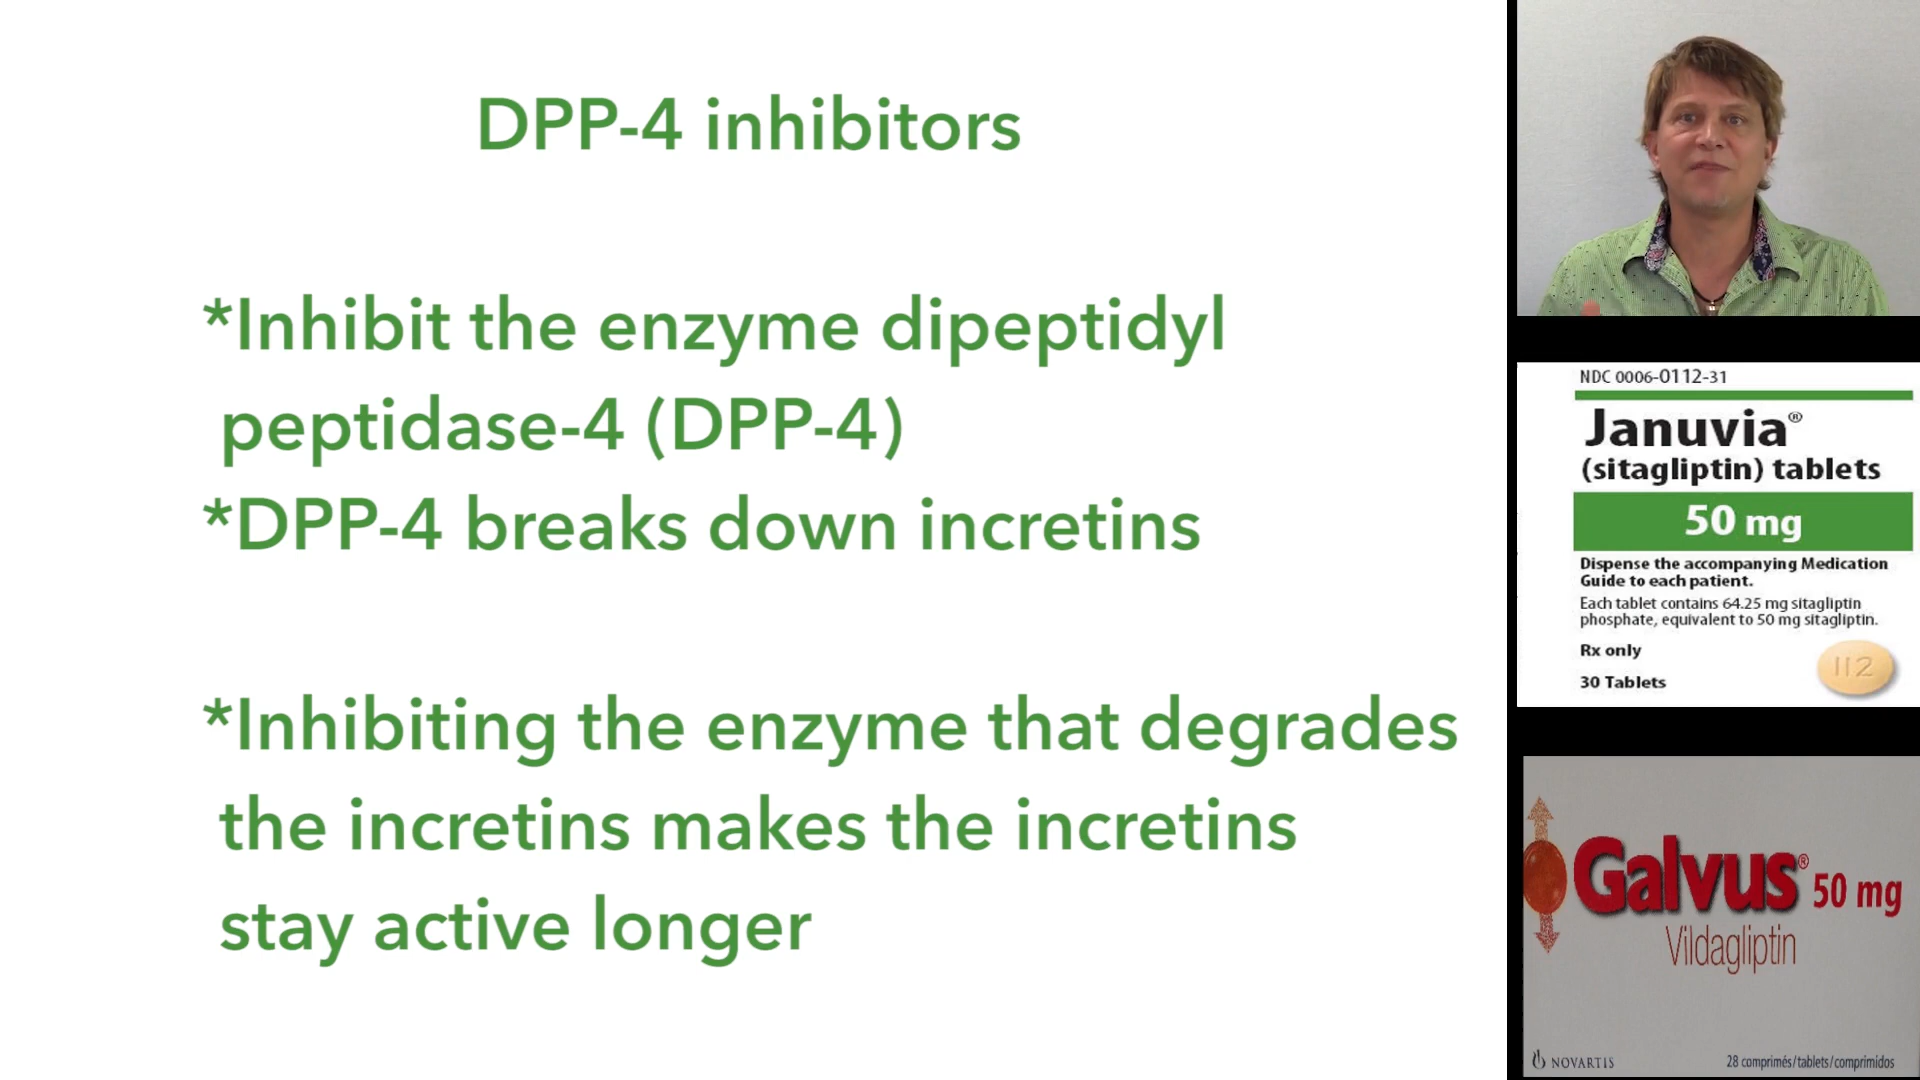 DPP-4 inhibitors
*Inhibit the enzyme dipeptidyl
peptidase-4 (DPP-4)
*DPP-4 breaks down incretins
*Inhibiting the enzyme that degrades
the incretins makes the incretins
stay active longer
NDC 0006-0112-31
Januvia®
(sitagliptin) tablets
50 mg
Dispense the accompanying Medication
Guide to each patient.
Each tablet contains 64.25 mg sitagliptin
phosphate, equivalent to 50 mg sitagliptin.
Rx only
30 Tablets
112
Galvus® 50 mg
Vildagliptin
NOVARTIS
28 comprimés/tablets/comprimidos